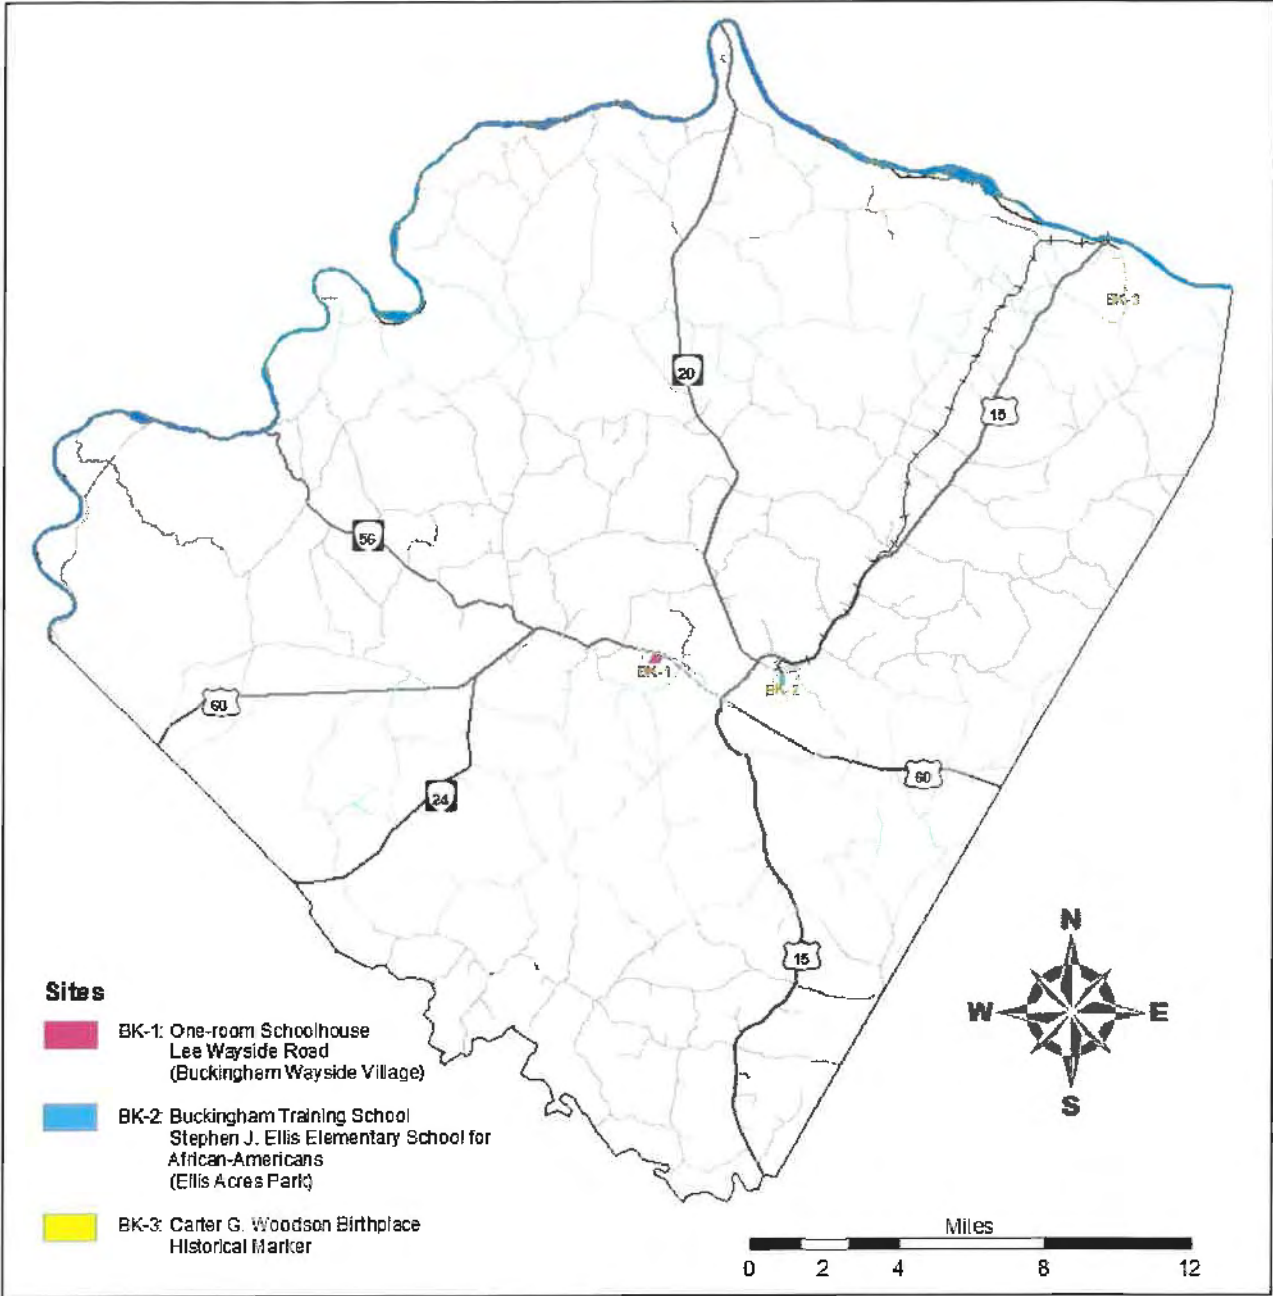 BK-3
20
15
56
BK-1
BK-2
60
60
24
15
N
W
E
S
Sites
BK-1: One-room Schoolhouse
Lee Wayside Road
(Buckingham Wayside Village)
BK-2: Buckingham Training School
Stephen J. Ellis Elementary School for
African-Americans
(Ellis Acres Park)
BK-3: Carter G. Woodson Birthplace
Historical Marker
Miles
0 2 4 8 12